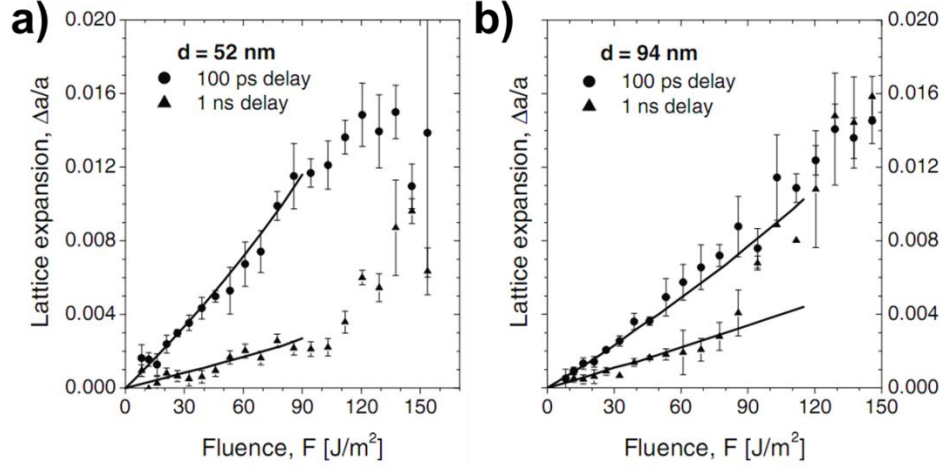 a)
d = 52 nm
100 ps delay
1 ns delay
Lattice expansion, Δa/a
0.020
0.016
0.012
0.008
0.004
0.000
0 30 60 90 120 150
Fluence, F [J/m²]
b)
d = 94 nm
100 ps delay
1 ns delay
0.020
0.016
0.012
0.008
0.004
0.000
Lattice expansion, Δa/a
0 30 60 90 120 150
Fluence, F [J/m²]